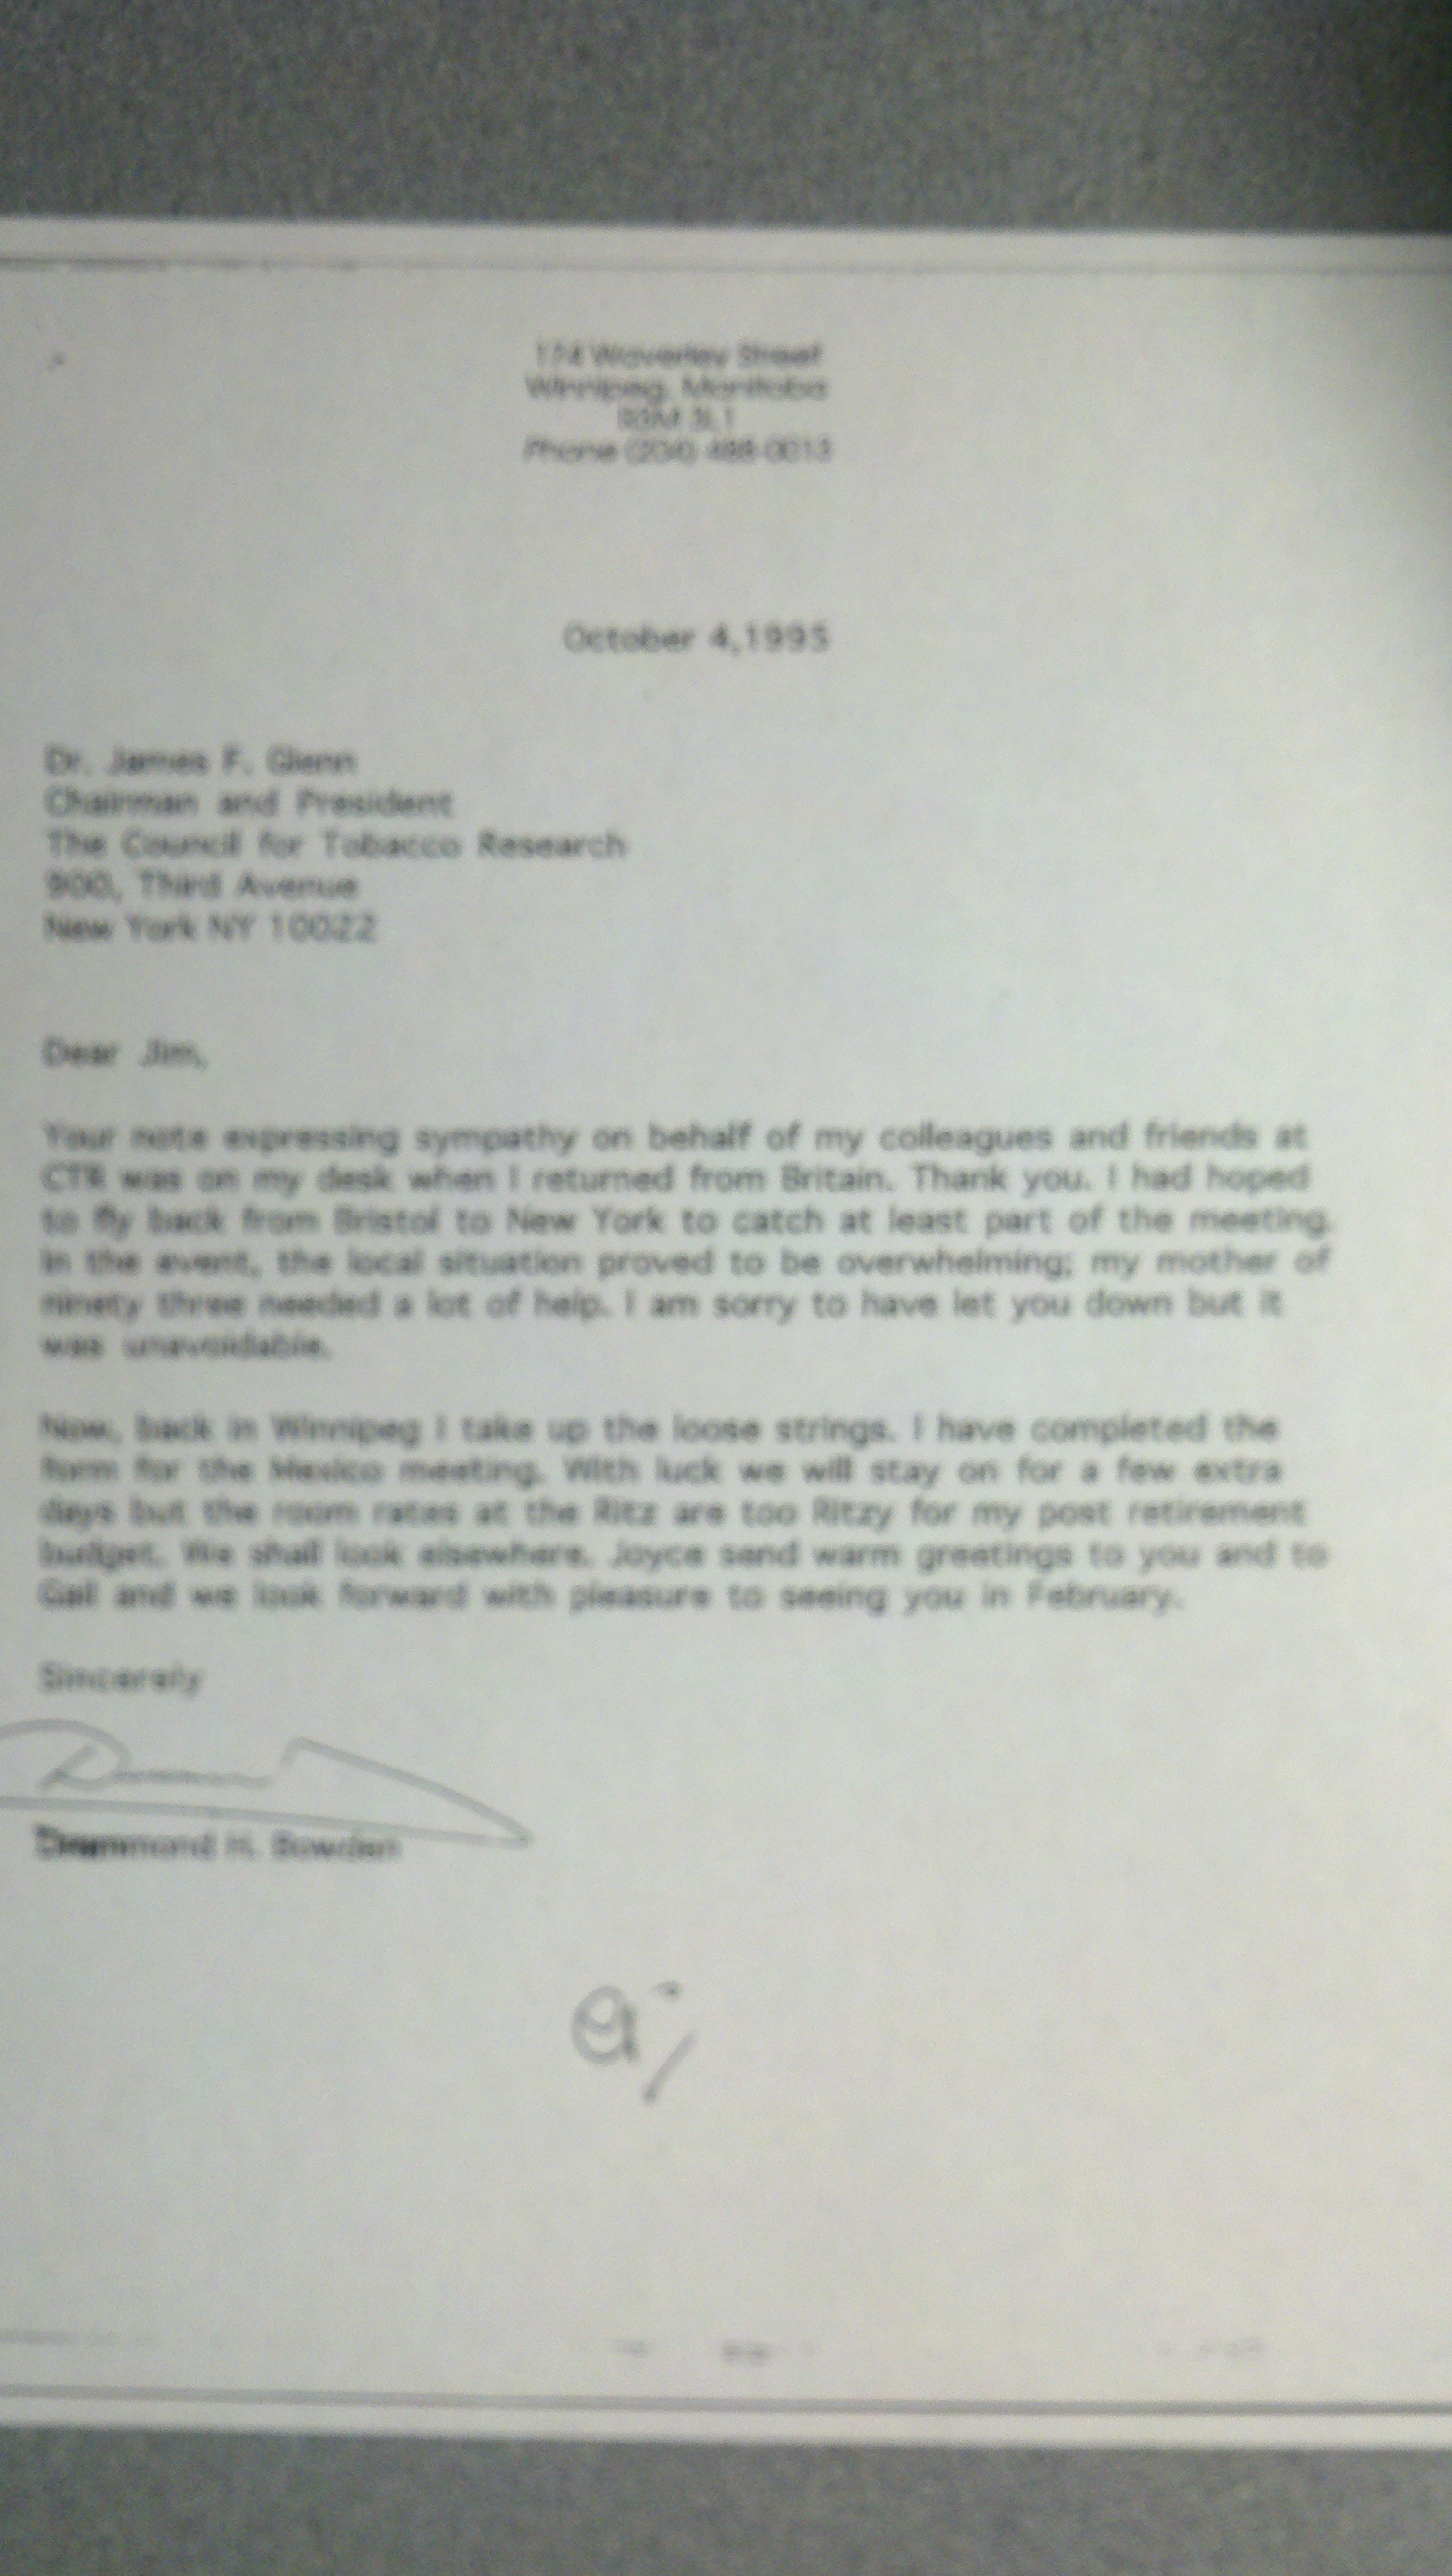 174 Waverley Street
Winnipeg, Manitoba
R3M 3L1
Phone (204) 488-0013
October 4,1995
Dr. James F. Glenn
Chairman and President
The Council for Tobacco Research
900, Third Avenue
New York NY 10022
Dear Jim,
Your note expressing sympathy on behalf of my colleagues and friends at
CTR was on my desk when I returned from Britain. Thank you. I had hoped
to fly back from Bristol to New York to catch at least part of the meeting.
In the event, the local situation proved to be overwhelming; my mother of
ninety three needed a lot of help. I am sorry to have let you down but it
was unavoidable.
Now, back in Winnipeg I take up the loose strings. I have completed the
form for the Mexico meeting. With luck we will stay on for a few extra
days but the room rates at the Ritz are too Ritzy for my post retirement
budget. We shall look elsewhere. Joyce send warm greetings to you and to
Gail and we look forward with pleasure to seeing you in February.
Sincerely
Drummond H. Bowden